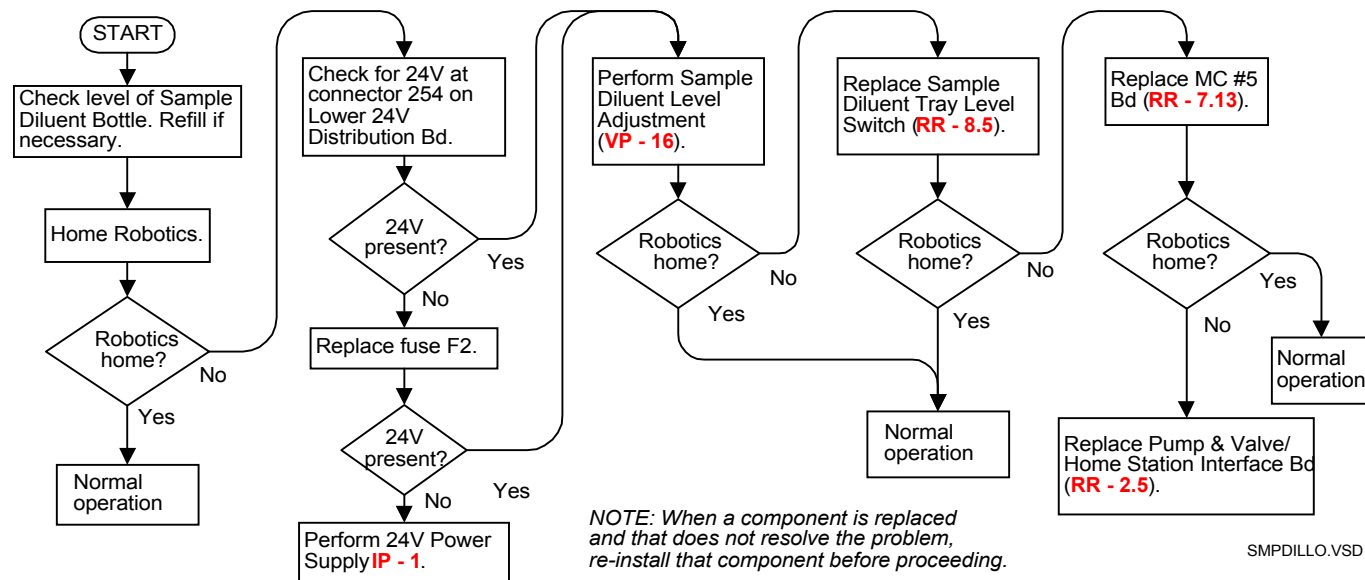 START
Check level of Sample
Diluent Bottle. Refill if
necessary.
Home Robotics.
Robotics
home?
No
Yes
Normal
operation
Check for 24V at
connector 254 on
Lower 24V
Distribution Bd.
24V
present?
Yes
No
Replace fuse F2.
24V
present?
Yes
No
Perform 24V Power
Supply IP - 1.
Perform Sample
Diluent Level
Adjustment
(VP - 16).
Robotics
home?
No
Yes
Replace Sample
Diluent Tray Level
Switch (RR - 8.5).
Robotics
home?
No
Yes
Normal
operation
Replace MC #5
Bd (RR - 7.13).
Robotics
home?
Yes
No
Normal
operation
Replace Pump & Valve/
Home Station Interface Bd
(RR - 2.5).
NOTE: When a component is replaced
and that does not resolve the problem,
re-install that component before proceeding.
SMPDILLO.VSD